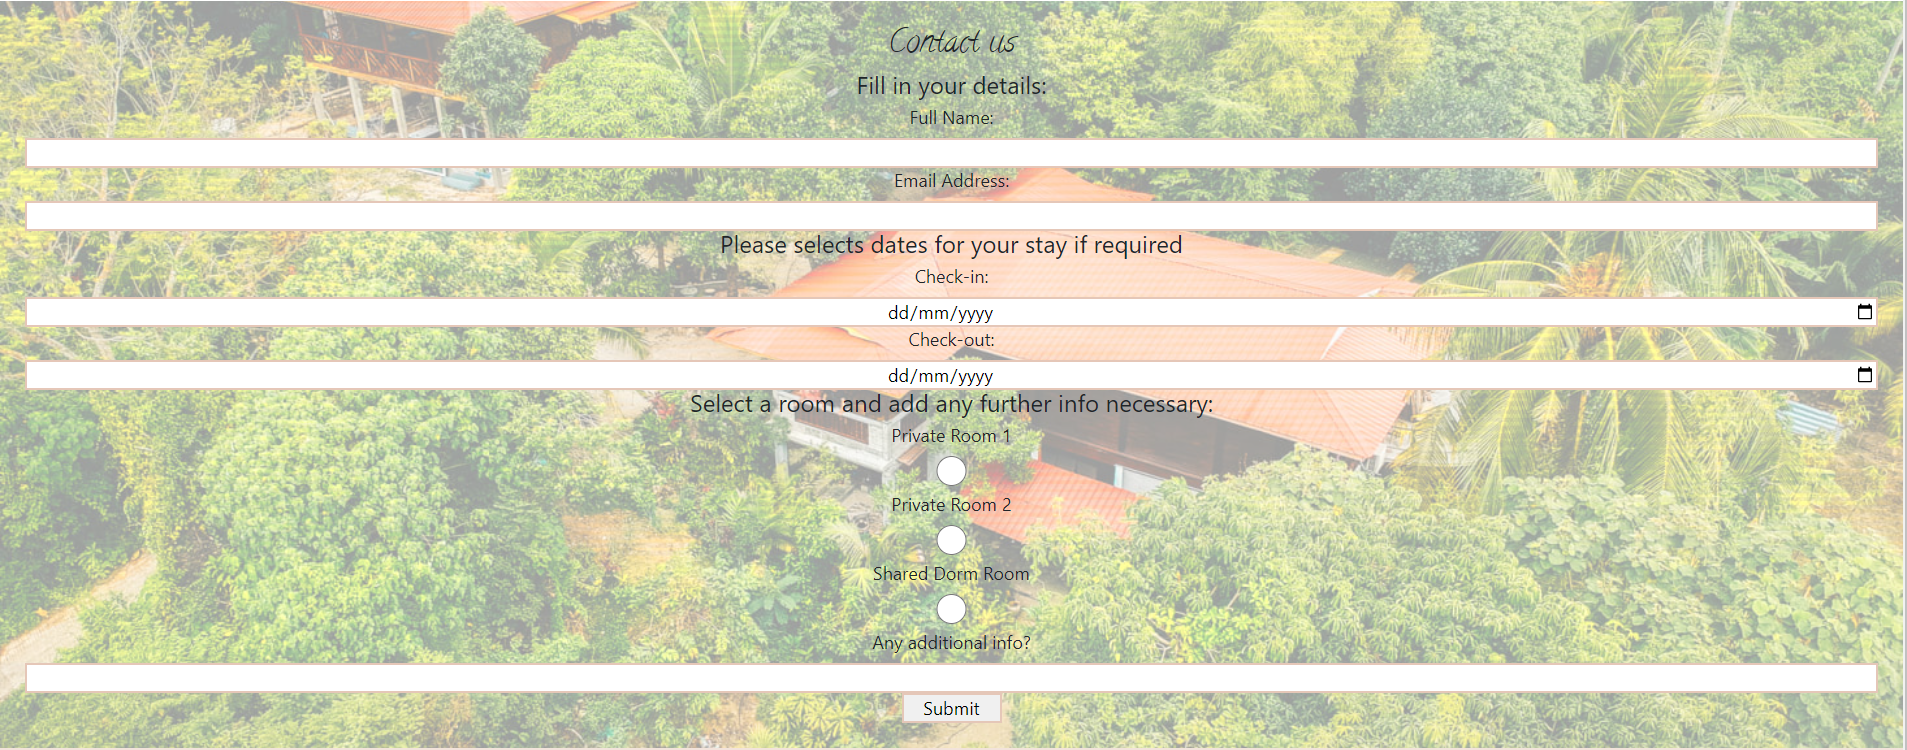 Contact us
Fill in your details:
Full Name:
Email Address:
Please selects dates for your stay if required
Check-in:
dd/mm/yyyy
Check-out:
dd/mm/yyyy
Select a room and add any further info necessary:
Private Room 1
Private Room 2
Shared Dorm Room
Any additional info?
Submit